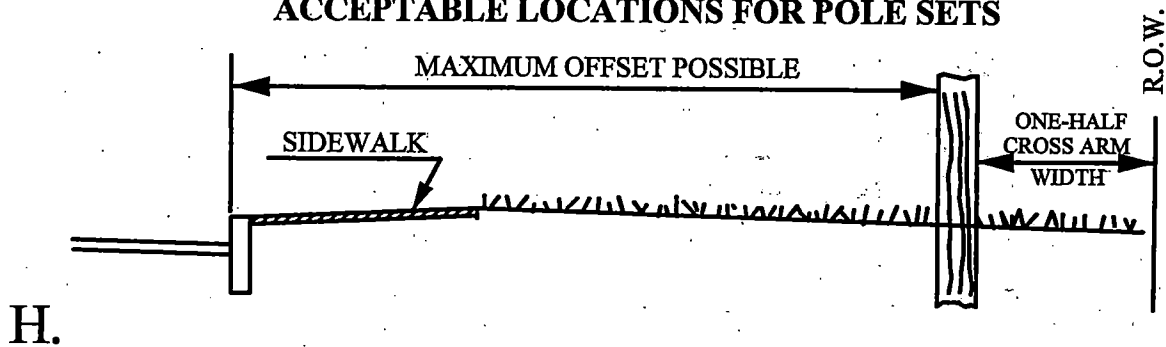 ACCEPTABLE LOCATIONS FOR POLE SETS
R.O.W.
MAXIMUM OFFSET POSSIBLE
SIDEWALK
ONE-HALF
CROSS ARM
WIDTH
H.